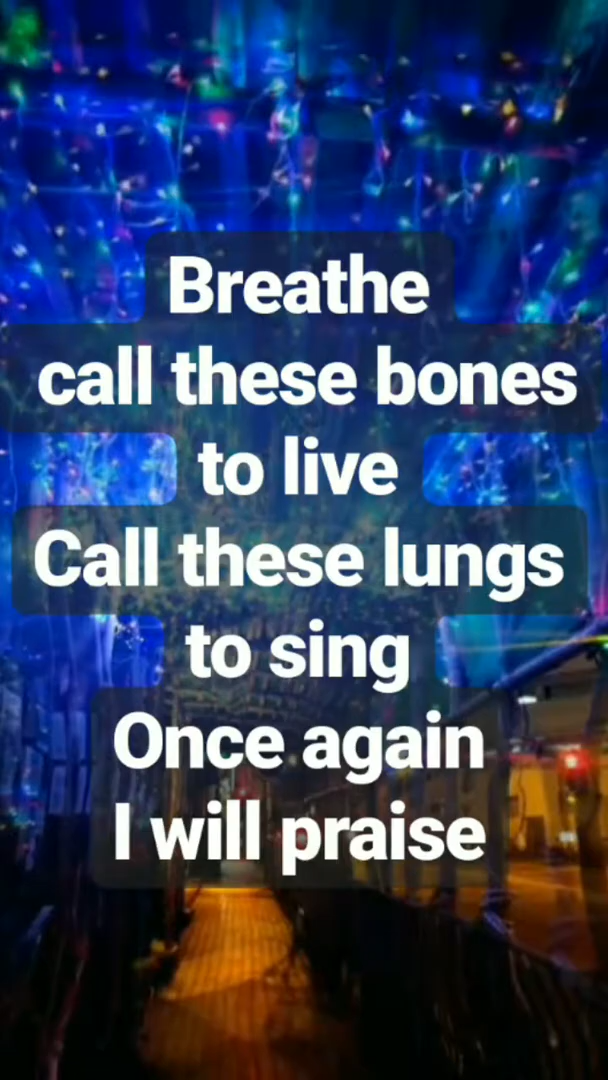 Breathe
call these bones
to live
Call these lungs
to sing
Once again
I will praise